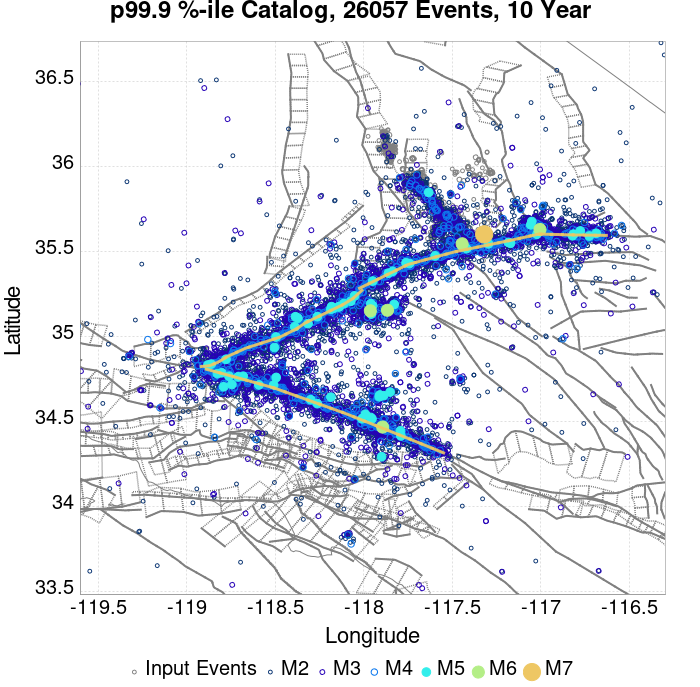 p99.9 %-ile Catalog, 26057 Events, 10 Year
36.5
36
35.5
35
34.5
34
33.5
Latitude
-119.5 -119 -118.5 -118 -117.5 -117 -116.5
Longitude
Input Events M2 M3 M4 M5 M6 M7